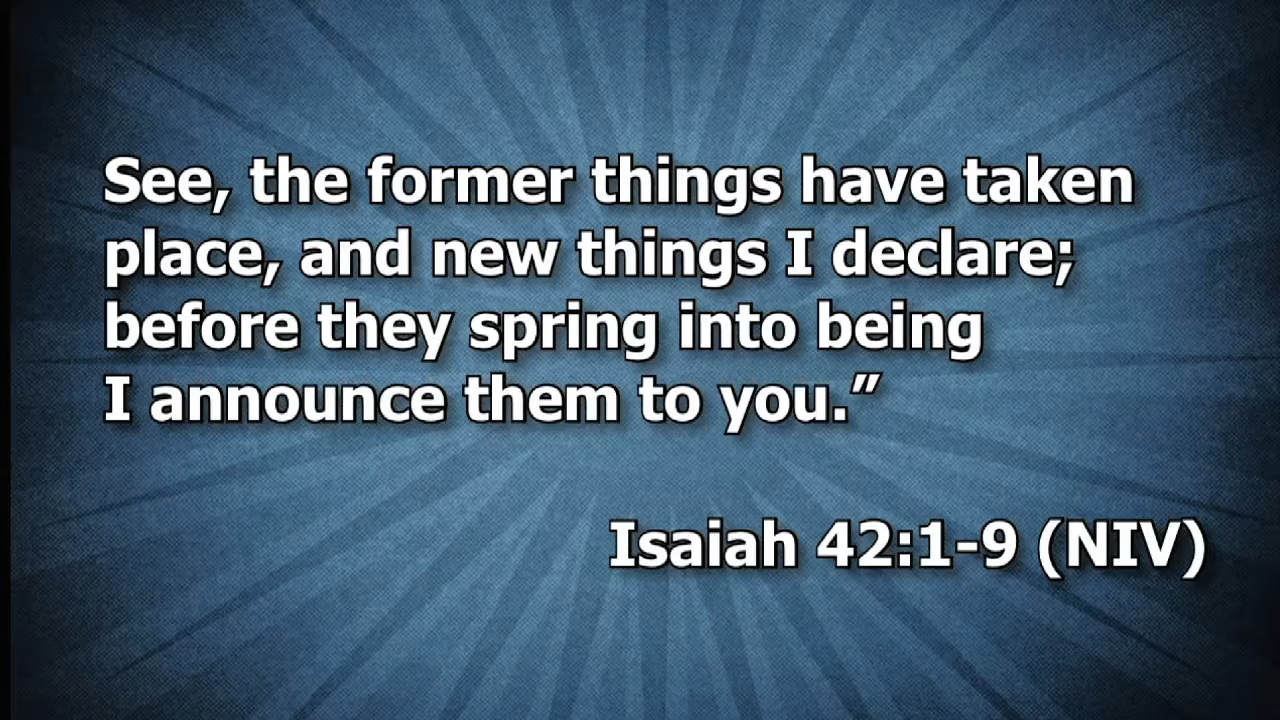 See, the former things have taken
place, and new things I declare;
before they spring into being
I announce them to you.”
Isaiah 42:1-9 (NIV)